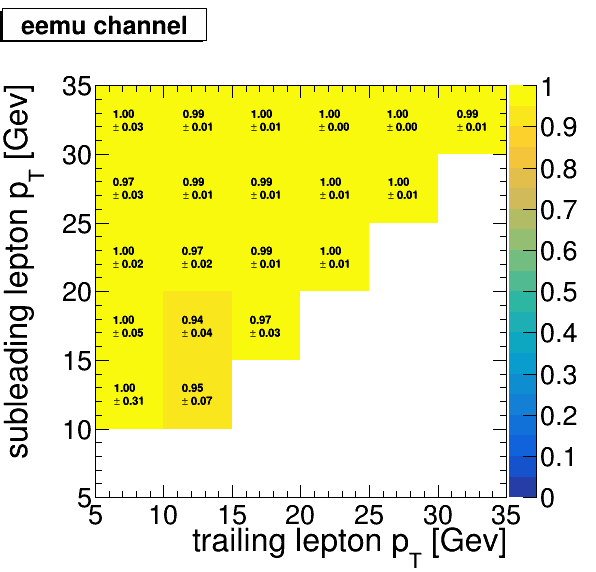 eemu channel
subleading lepton p_T [Gev]
35
30
25
20
15
10
5
1.00 0.99 1.00 1.00 1.00 0.99
± 0.03 ± 0.01 ± 0.01 ± 0.00 ± 0.00 ± 0.01
0.97 0.99 0.99 1.00 1.00
± 0.03 ± 0.01 ± 0.01 ± 0.01 ± 0.01
1.00 0.97 0.99 1.00
± 0.02 ± 0.02 ± 0.01 ± 0.01
1.00 0.94 0.97
± 0.05 ± 0.04 ± 0.03
1.00 0.95
± 0.31 ± 0.07
5 10 15 20 25 30 35
trailing lepton p_T [Gev]
1
0.9
0.8
0.7
0.6
0.5
0.4
0.3
0.2
0.1
0